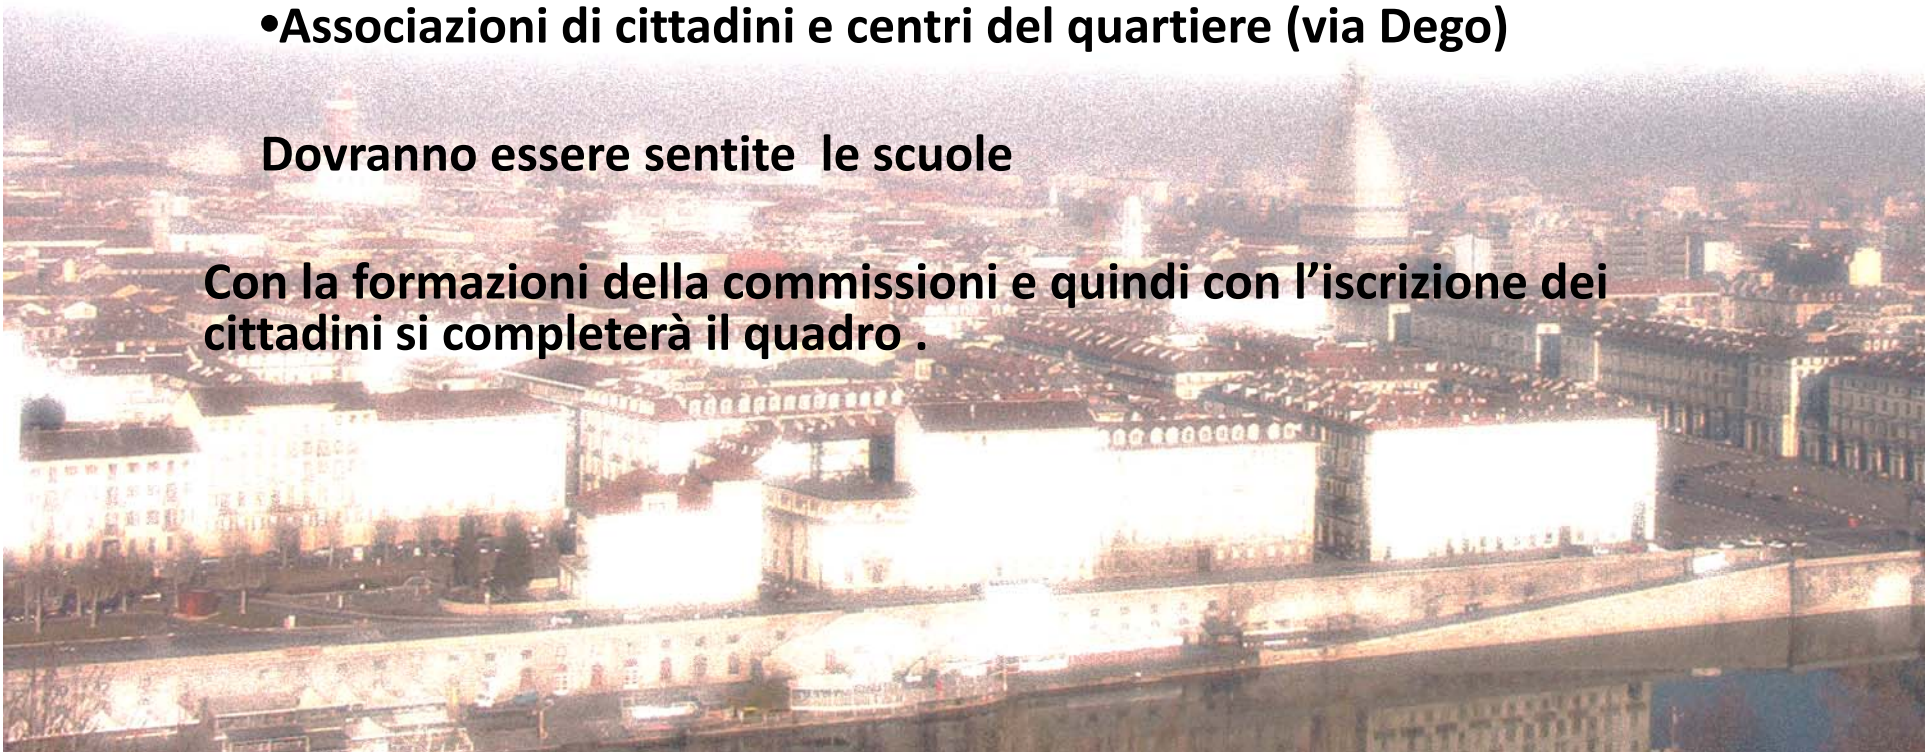 •Associazioni di cittadini e centri del quartiere (via Dego)
Dovranno essere sentite  le scuole
Con la formazioni della commissioni e quindi con l’iscrizione dei
cittadini si completerà il quadro .